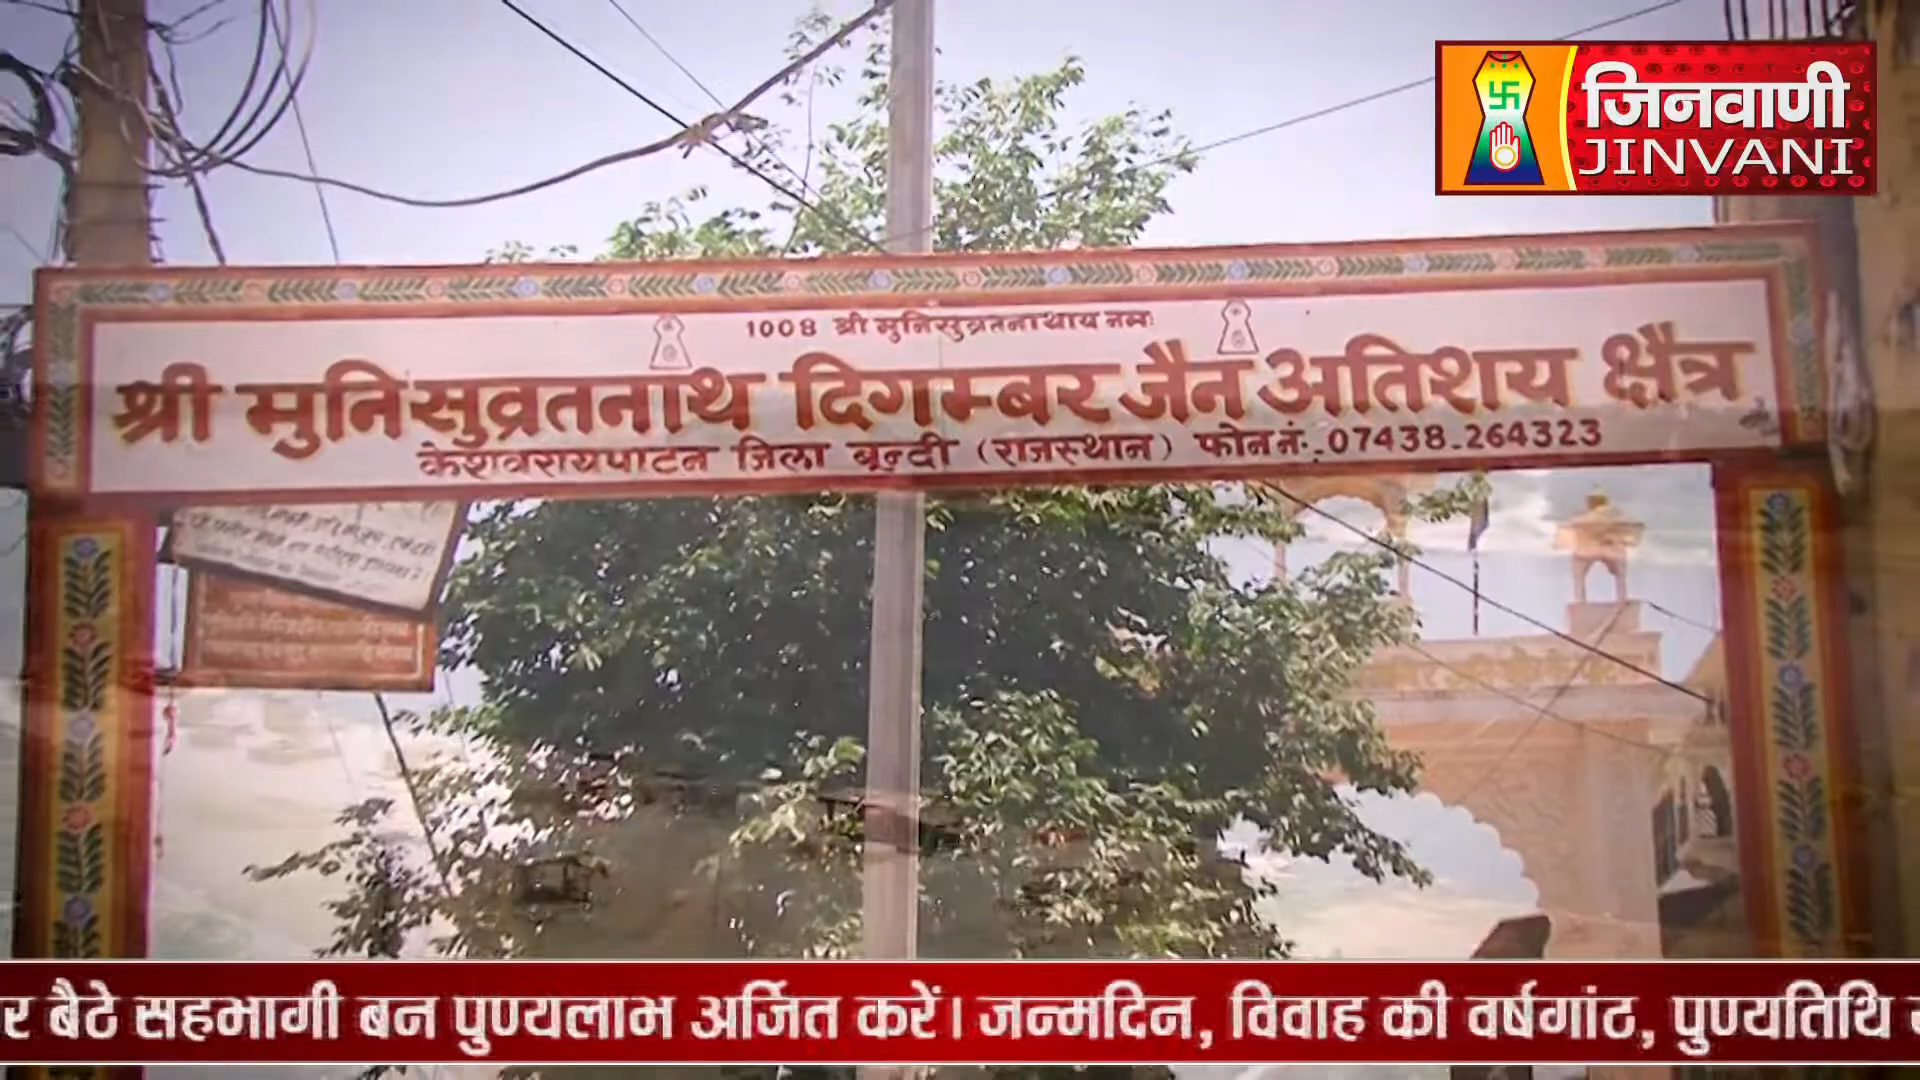 जिनवाणी
JINVANI
1008 श्री मुनिसुव्रतनाथाय नमः
श्री मुनिसुव्रतनाथ दिगम्बर जैन अतिशय क्षैत्र
केशवरायपाटन जिला बून्दी (राजस्थान) फोन नं. 07438-264323
र बैठे सहभागी बन पुण्यलाभ अर्जित करें। जन्मदिन, विवाह की वर्षगांठ, पुण्यतिथि